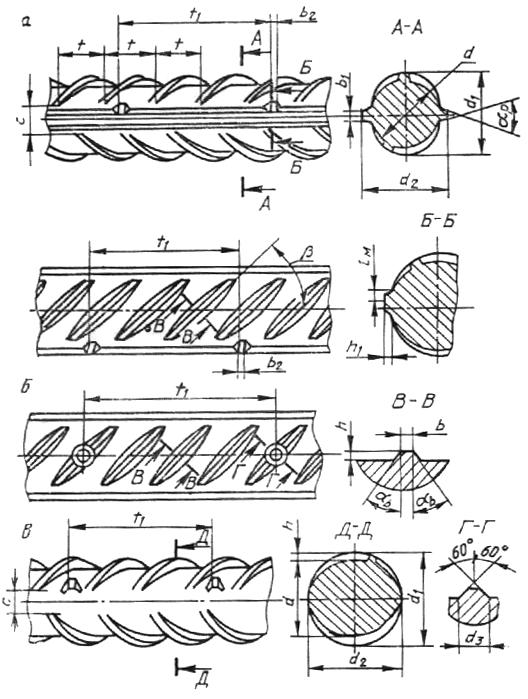 а
t₁
b₂
t
t
t
A
Б
c
Б
A
A-A
b₁
d
d₁
d₂
Б-Б
h₁
t₁
β
В
В
b₂
Б
t₁
В
В
Г
Г
В-В
h
b
В
t₁
Д
c
Д
Д-Д
h
d
d₁
d₂
Г-Г
60°
60°
d₃